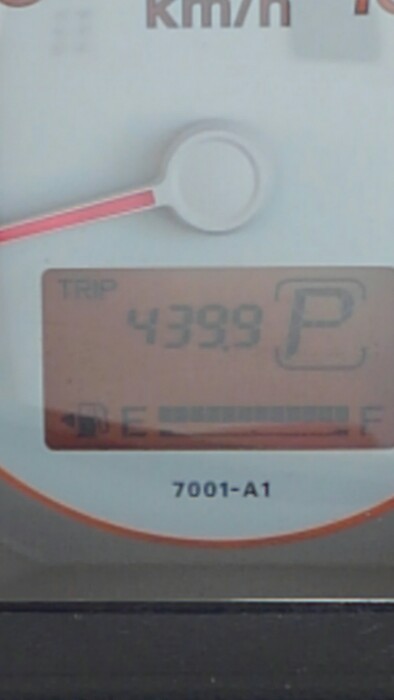 km/h
TRIP
439.9 P
E F
7001-A1